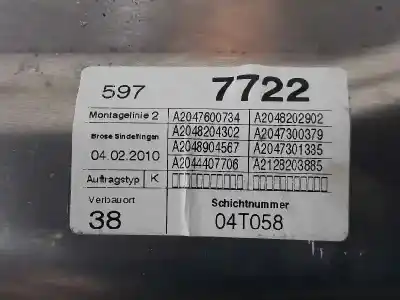 597 7722
Montagelinie 2 A2047600734 A2048202902
Brose Sindelfingen A2048204302 A2047300379
04.02.2010 A2048904567 A2047301335
A2044407706 A2128203885
Auftragstyp K
Verbauort Schichtnummer
38 04T058